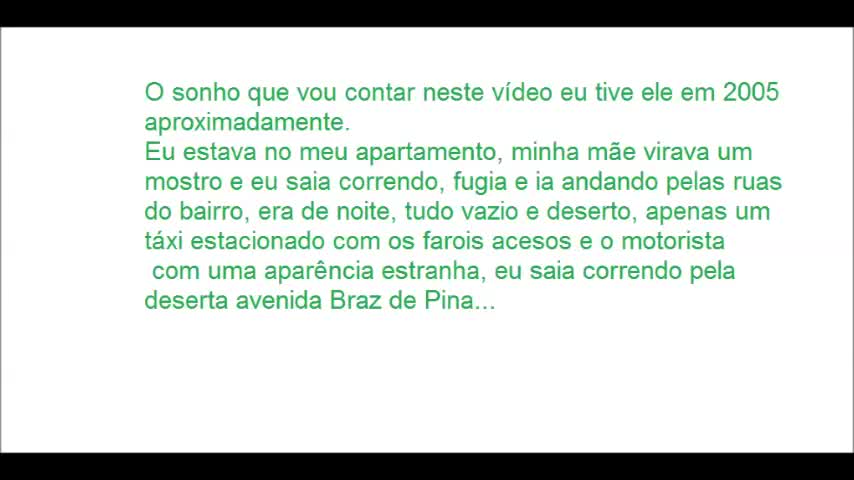 O sonho que vou contar neste vídeo eu tive ele em 2005
aproximadamente.
Eu estava no meu apartamento, minha mãe virava um
mostro e eu saia correndo, fugia e ia andando pelas ruas
do bairro, era de noite, tudo vazio e deserto, apenas um
táxi estacionado com os farois acesos e o motorista
com uma aparência estranha, eu saia correndo pela
deserta avenida Braz de Pina...